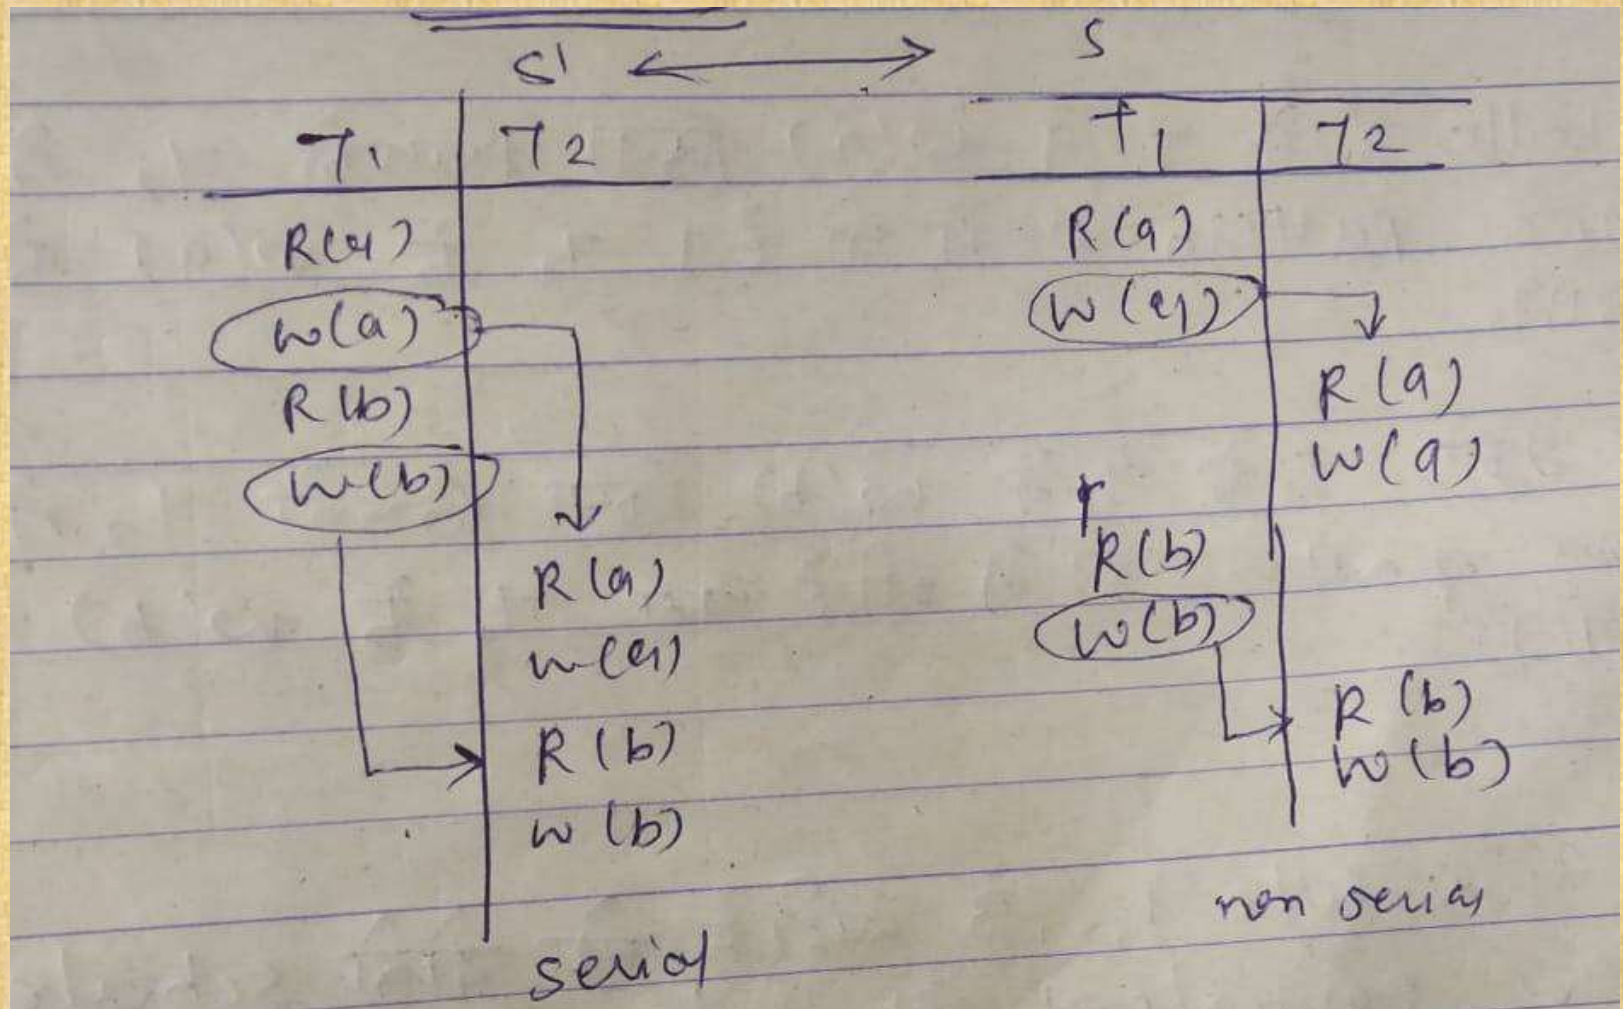 S' ⟷ S
T1 T2 T1 T2
R(a) R(a)
W(a) W(a)
R(a)
R(b)
W(a)
W(b)
R(b)
R(a)
W(b)
W(a)
R(b)
R(b)
W(b)
W(b)
non serial
serial